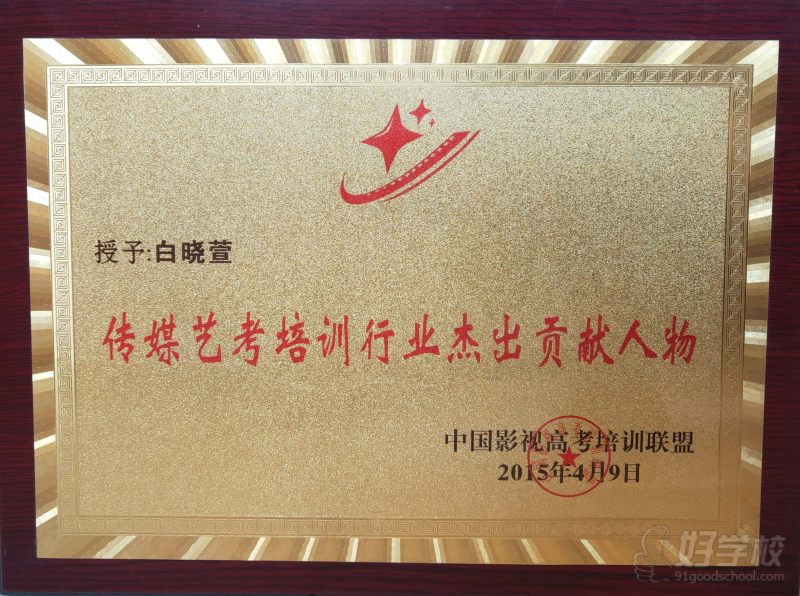 授予:白晓萱
传媒艺考培训行业杰出贡献人物
中国影视高考培训联盟
2015年4月9日
好学校
91goodschool.com